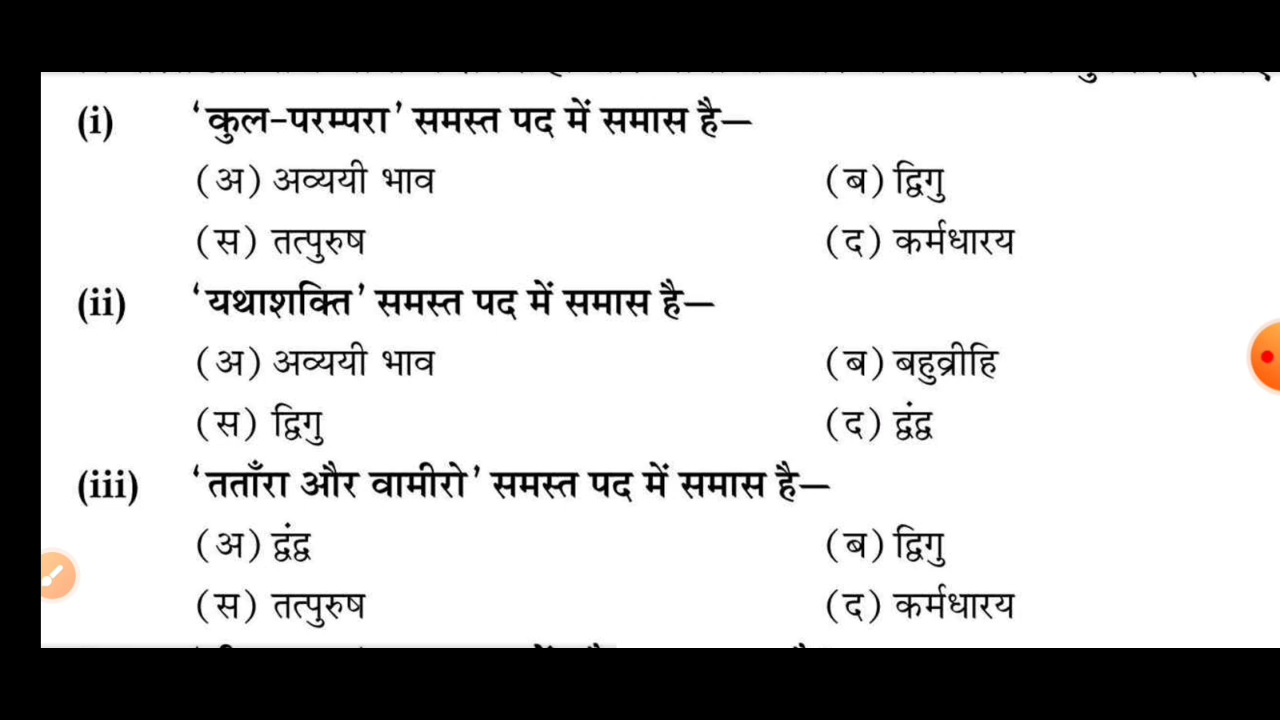 (i) ‘कुल-परम्परा’ समस्त पद में समास है—
(अ) अव्ययी भाव (ब) द्विगु
(स) तत्पुरुष (द) कर्मधारय
(ii) ‘यथाशक्ति’ समस्त पद में समास है—
(अ) अव्ययी भाव (ब) बहुव्रीहि
(स) द्विगु (द) द्वंद्व
(iii) ‘तताँरा और वामीरो’ समस्त पद में समास है—
(अ) द्वंद्व (ब) द्विगु
(स) तत्पुरुष (द) कर्मधारय